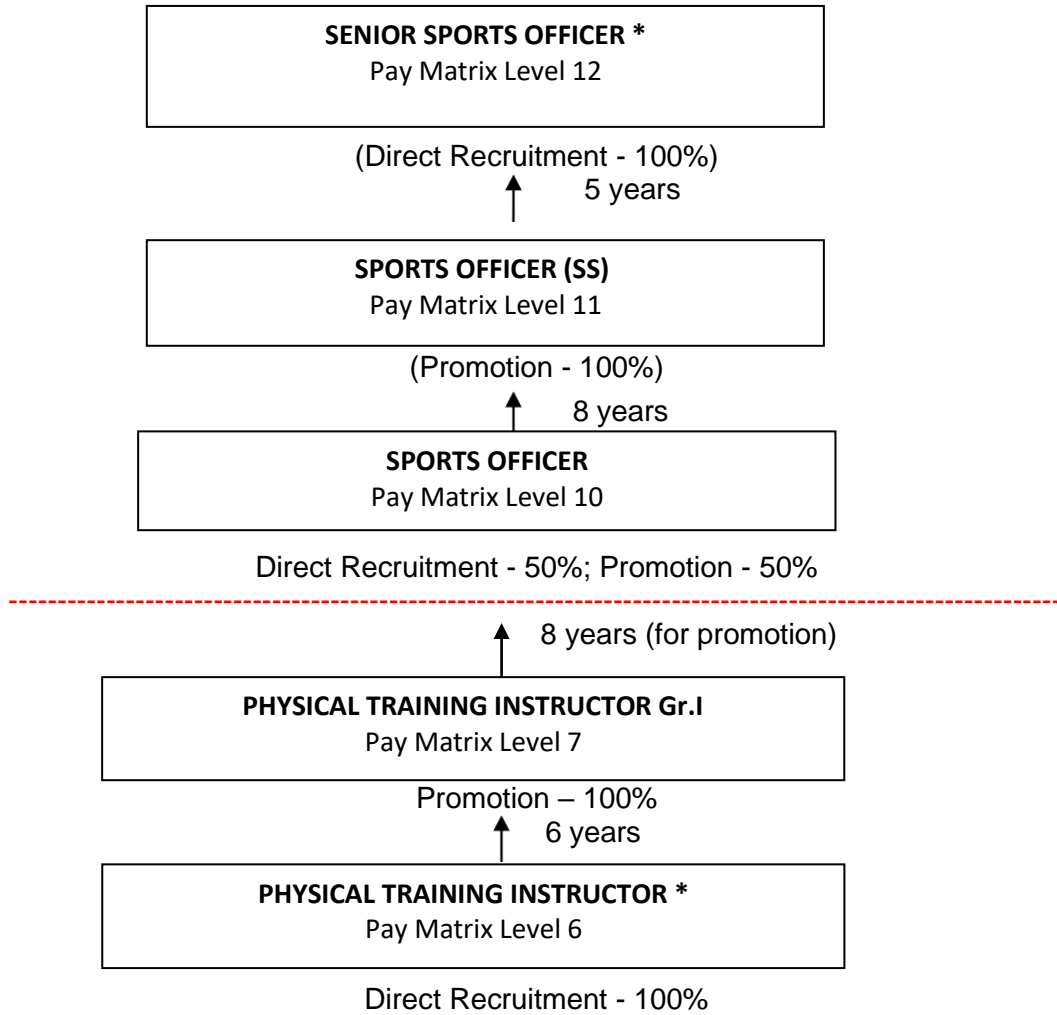 SENIOR SPORTS OFFICER *
Pay Matrix Level 12
(Direct Recruitment - 100%)
5 years
SPORTS OFFICER (SS)
Pay Matrix Level 11
(Promotion - 100%)
8 years
SPORTS OFFICER
Pay Matrix Level 10
Direct Recruitment - 50%; Promotion - 50%
8 years (for promotion)
PHYSICAL TRAINING INSTRUCTOR Gr.I
Pay Matrix Level 7
Promotion – 100%
6 years
PHYSICAL TRAINING INSTRUCTOR *
Pay Matrix Level 6
Direct Recruitment - 100%